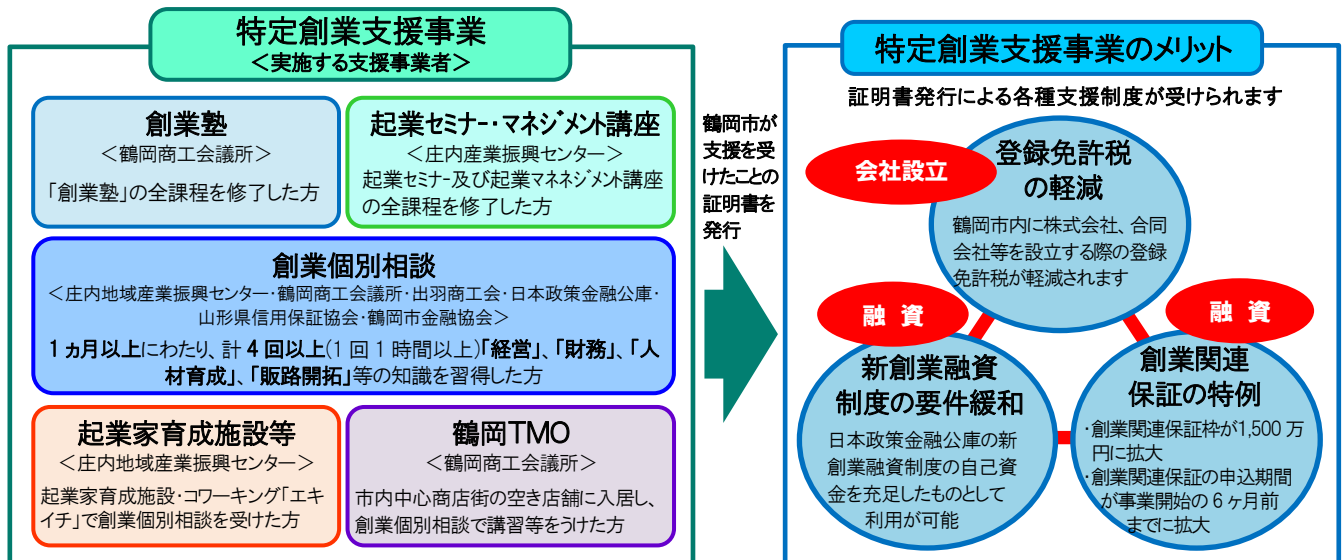 特定創業支援事業
＜実施する支援事業者＞
創業塾
＜鶴岡商工会議所＞
「創業塾」の全課程を修了した方
起業セミナー・マネジメント講座
＜庄内産業振興センター＞
起業セミナー及び起業マネネジメント講座
の全課程を修了した方
創業個別相談
＜庄内地域産業振興センター・鶴岡商工会議所・出羽商工会・日本政策金融公庫・
山形県信用保証協会・鶴岡市金融協会＞
1ヵ月以上にわたり、計4回以上(1回1時間以上)「経営」、「財務」、「人
材育成」、「販路開拓」等の知識を習得した方
起業家育成施設等
＜庄内地域産業振興センター＞
起業家育成施設・コワーキング「エキ
イチ」で創業個別相談を受けた方
鶴岡TMO
＜鶴岡商工会議所＞
市内中心商店街の空き店舗に入居し、
創業個別相談で講習等をうけた方
鶴岡市が
支援を受
けたことの
証明書を
発行
特定創業支援事業のメリット
証明書発行による各種支援制度が受けられます
会社設立
登録免許税
の軽減
鶴岡市内に株式会社、合同
会社等を設立する際の登録
免許税が軽減されます
融 資
新創業融資
制度の要件緩和
日本政策金融公庫の新
創業融資制度の自己資
金を充足したものとして
利用が可能
融 資
創業関連
保証の特例
・創業関連保証枠が1,500万
円に拡大
・創業関連保証の申込期間
が事業開始の6ヶ月前
までに拡大